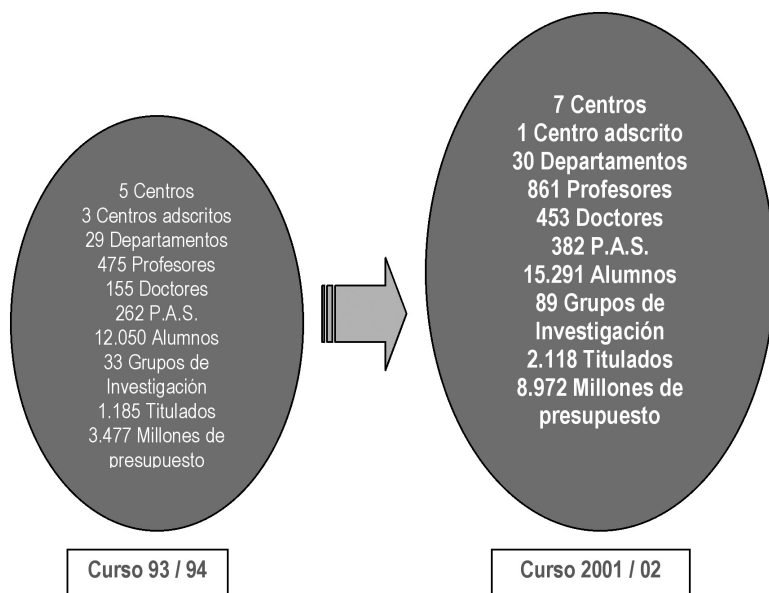 5 Centros
3 Centros adscritos
29 Departamentos
475 Profesores
155 Doctores
262 P.A.S.
12.050 Alumnos
33 Grupos de
Investigación
1.185 Titulados
3.477 Millones de
presupuesto
Curso 93 / 94
7 Centros
1 Centro adscrito
30 Departamentos
861 Profesores
453 Doctores
382 P.A.S.
15.291 Alumnos
89 Grupos de
Investigación
2.118 Titulados
8.972 Millones de
presupuesto
Curso 2001 / 02